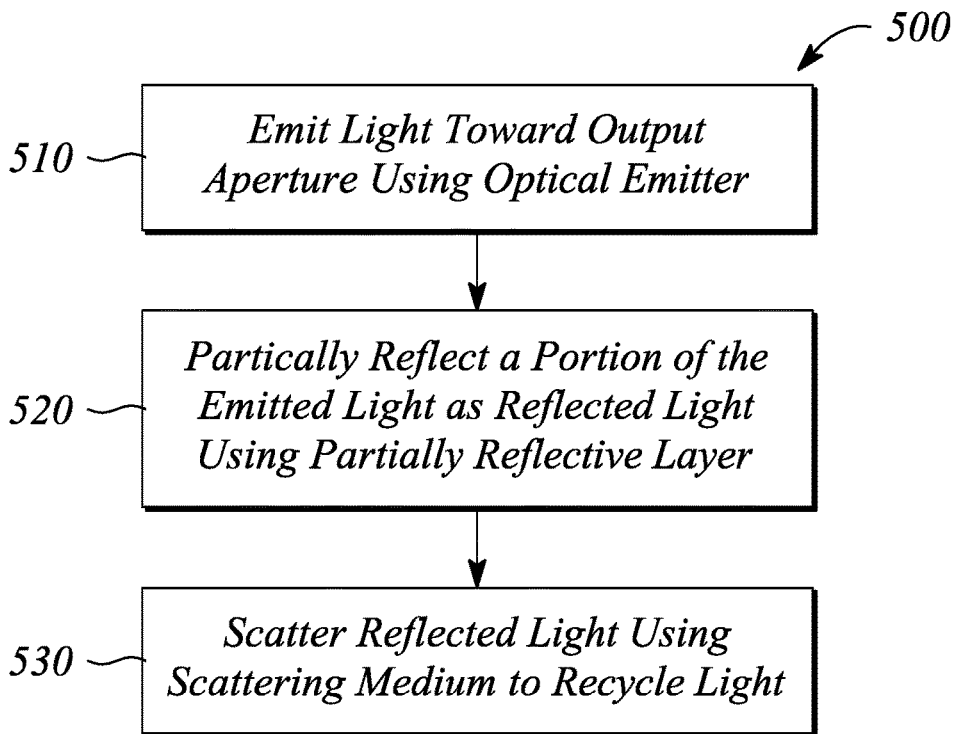 500
510
Emit Light Toward Output
Aperture Using Optical Emitter
520
Partically Reflect a Portion of the
Emitted Light as Reflected Light
Using Partially Reflective Layer
530
Scatter Reflected Light Using
Scattering Medium to Recycle Light